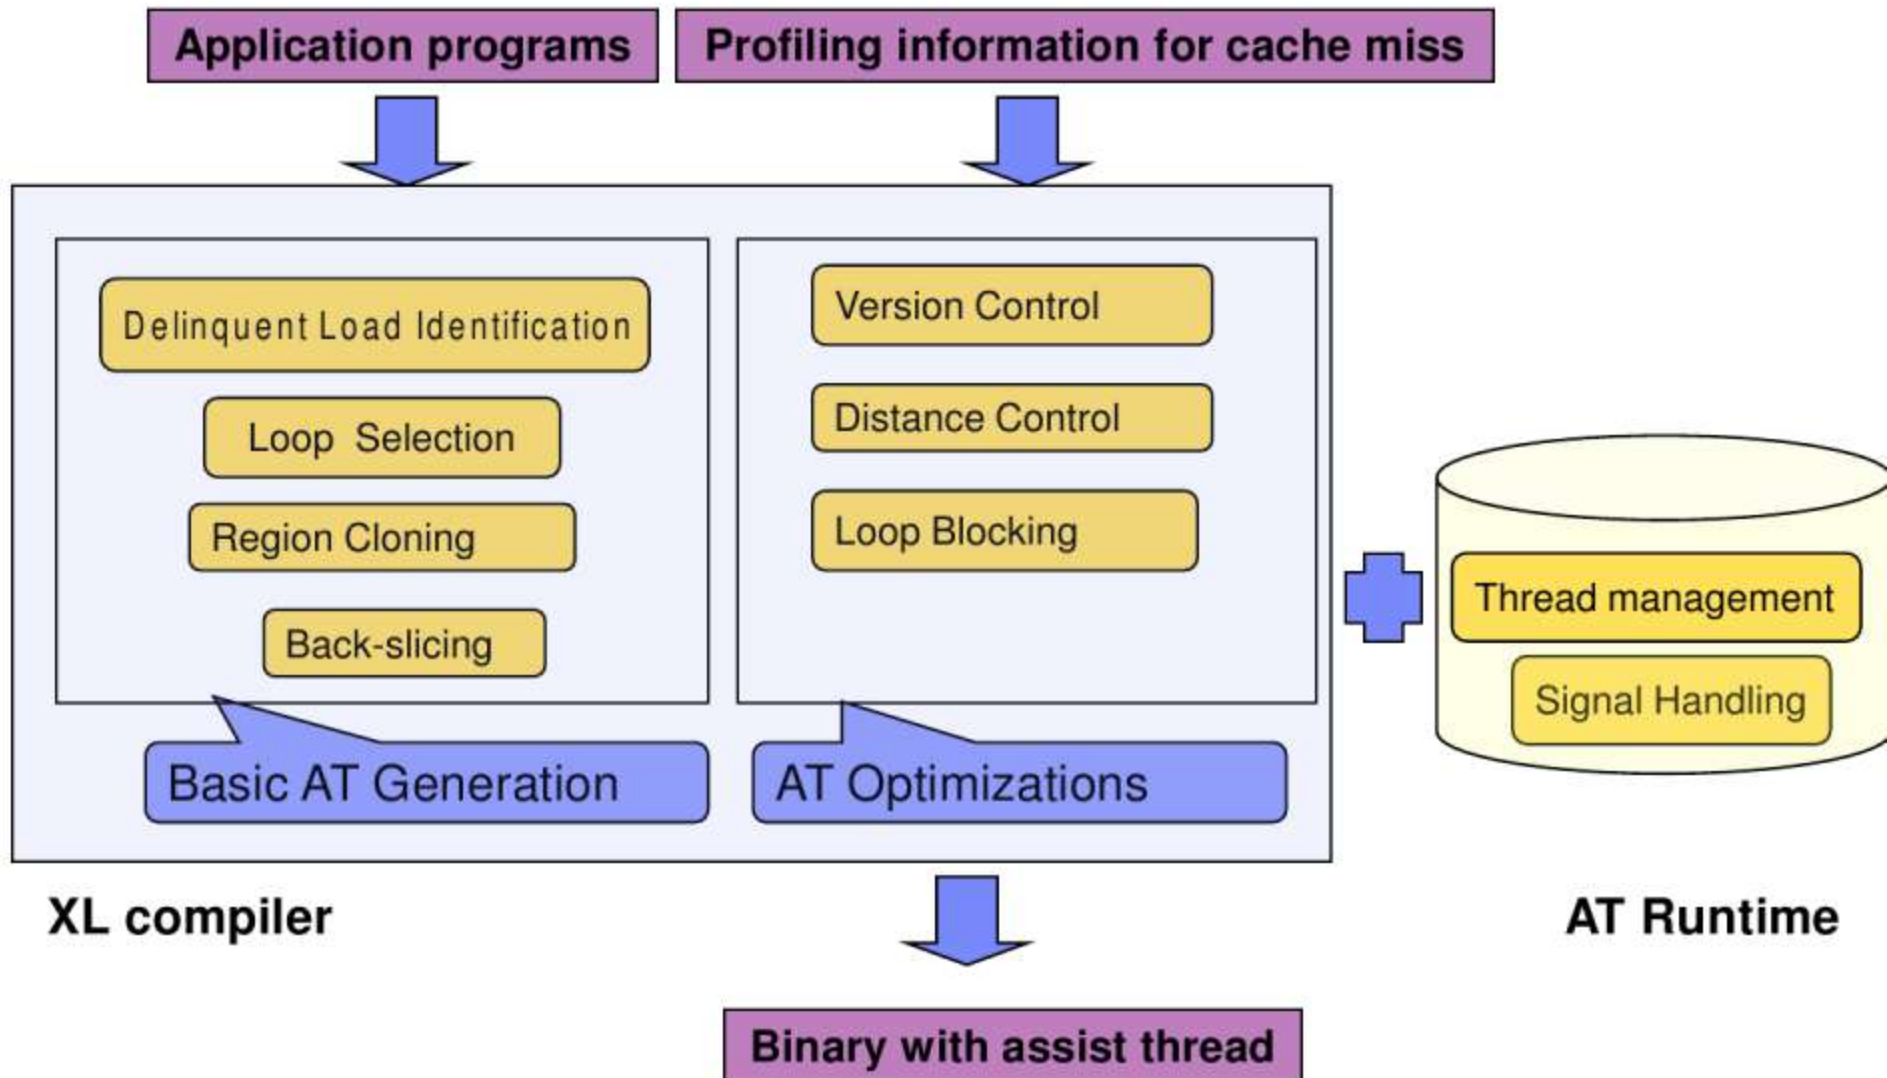 Application programs
Profiling information for cache miss
Delinquent Load Identification
Loop Selection
Region Cloning
Back-slicing
Basic AT Generation
Version Control
Distance Control
Loop Blocking
AT Optimizations
Thread management
Signal Handling
XL compiler
AT Runtime
Binary with assist thread